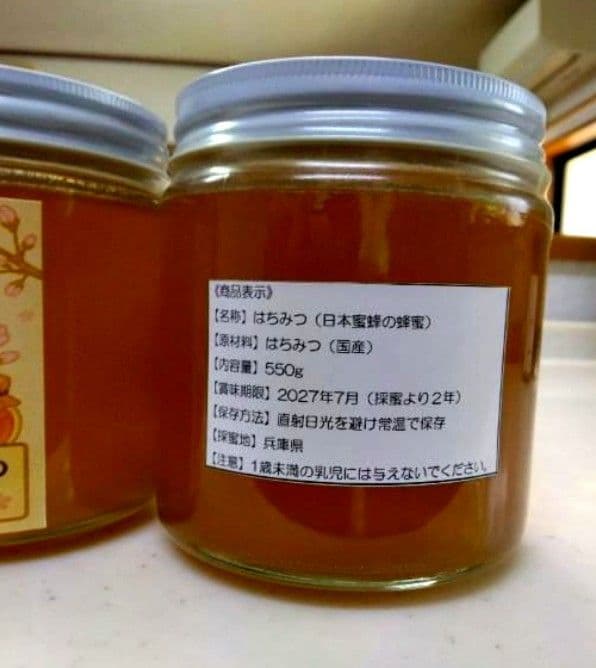 《商品表示》
【名称】はちみつ（日本蜜蜂の蜂蜜）
【原材料】はちみつ（国産）
【内容量】550g
【賞味期限】2027年7月（採蜜より2年）
【保存方法】直射日光を避け常温で保存
【採蜜地】兵庫県
【注意】1歳未満の乳児には与えないでください。
つ